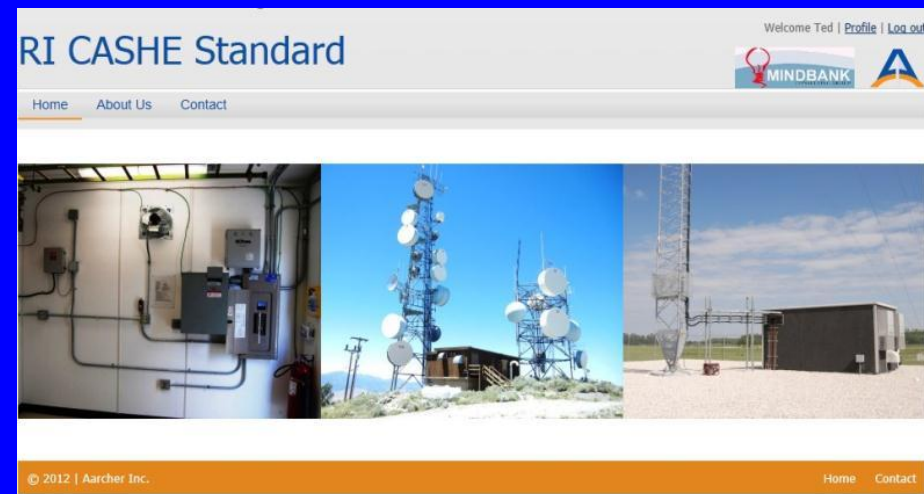 Welcome Ted | Profile | Log out
RI CASHE Standard
MINDBANK
Home About Us Contact
© 2012 | Aarcher Inc.
Home Contact